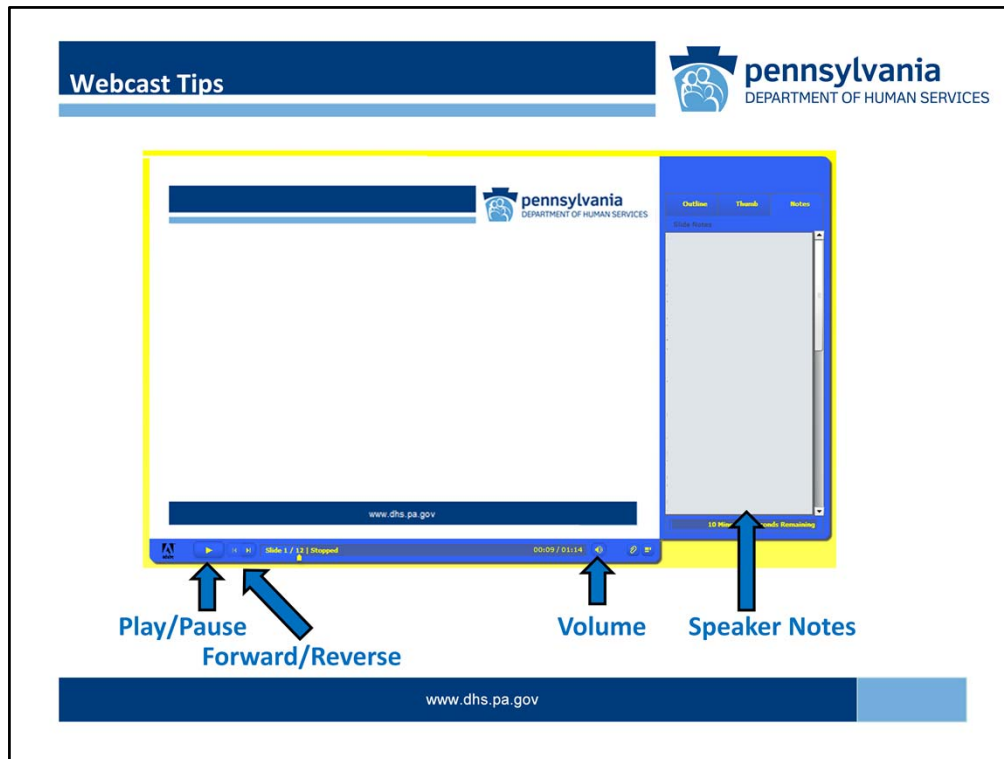 Webcast Tips
pennsylvania
DEPARTMENT OF HUMAN SERVICES
pennsylvania
DEPARTMENT OF HUMAN SERVICES
Outline Thumb Notes
Slide Notes
www.dhs.pa.gov
10 Remaining
Slide 1 / 12 | Stopped 00:09 / 01:14
Play/Pause
Forward/Reverse
Volume
Speaker Notes
www.dhs.pa.gov